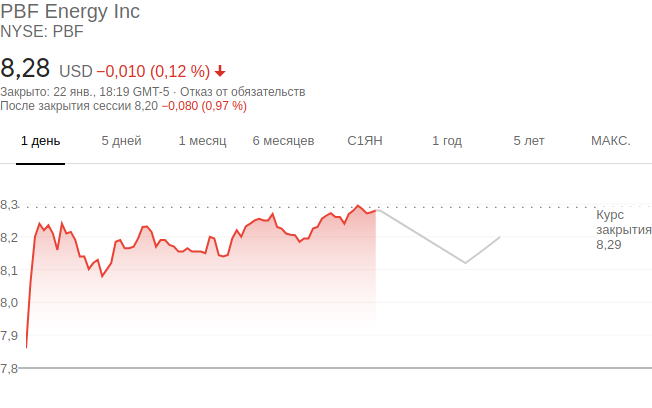 PBF Energy Inc
NYSE: PBF
8,28 USD −0,010 (0,12 %)
Закрыто: 22 янв., 18:19 GMT-5 · Отказ от обязательств
После закрытия сессии 8,20 −0,080 (0,97 %)
1 день 5 дней 1 месяц 6 месяцев С1ЯН 1 год 5 лет МАКС.
8,3
Курс
закрытия
8,29
8,2
8,1
8,0
7,9
7,8